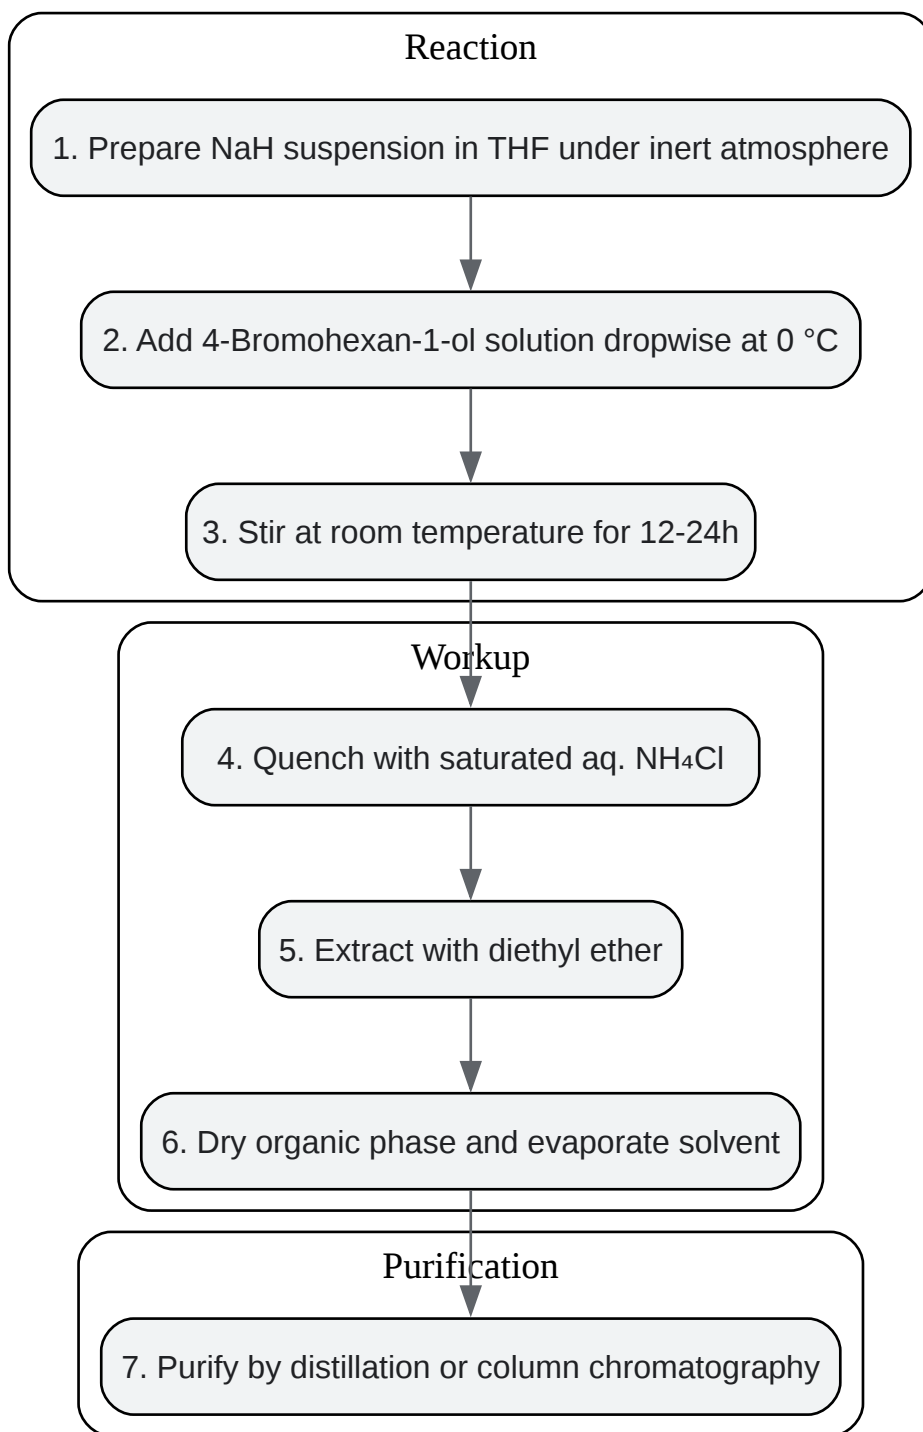 Reaction
1. Prepare NaH suspension in THF under inert atmosphere
2. Add 4-Bromohexan-1-ol solution dropwise at 0 °C
3. Stir at room temperature for 12-24h
Workup
4. Quench with saturated aq. NH₄Cl
5. Extract with diethyl ether
6. Dry organic phase and evaporate solvent
Purification
7. Purify by distillation or column chromatography